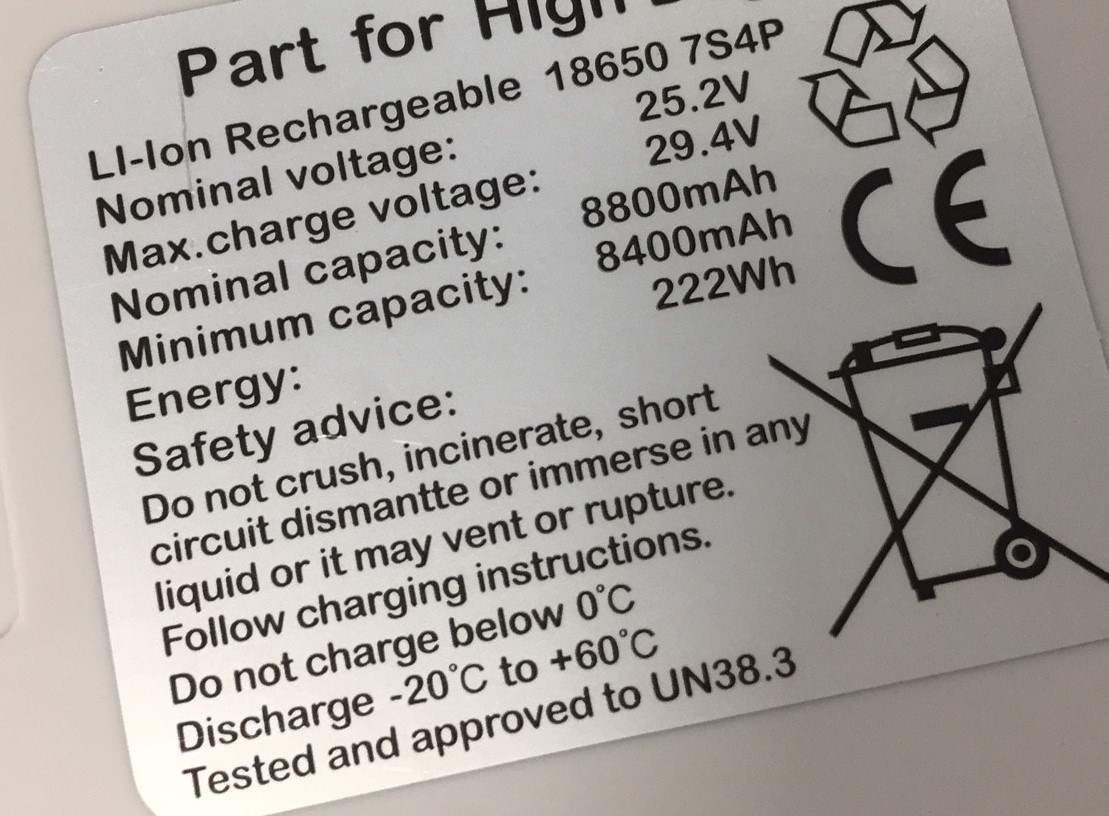 Part for High
LI-Ion Rechargeable 18650 7S4P
Nominal voltage: 25.2V
Max.charge voltage: 29.4V
Nominal capacity: 8800mAh
Minimum capacity: 8400mAh
Energy: 222Wh
Safety advice:
Do not crush, incinerate, short
circuit dismantte or immerse in any
liquid or it may vent or rupture.
Follow charging instructions.
Do not charge below 0°C
Discharge -20°C to +60°C
Tested and approved to UN38.3
CE